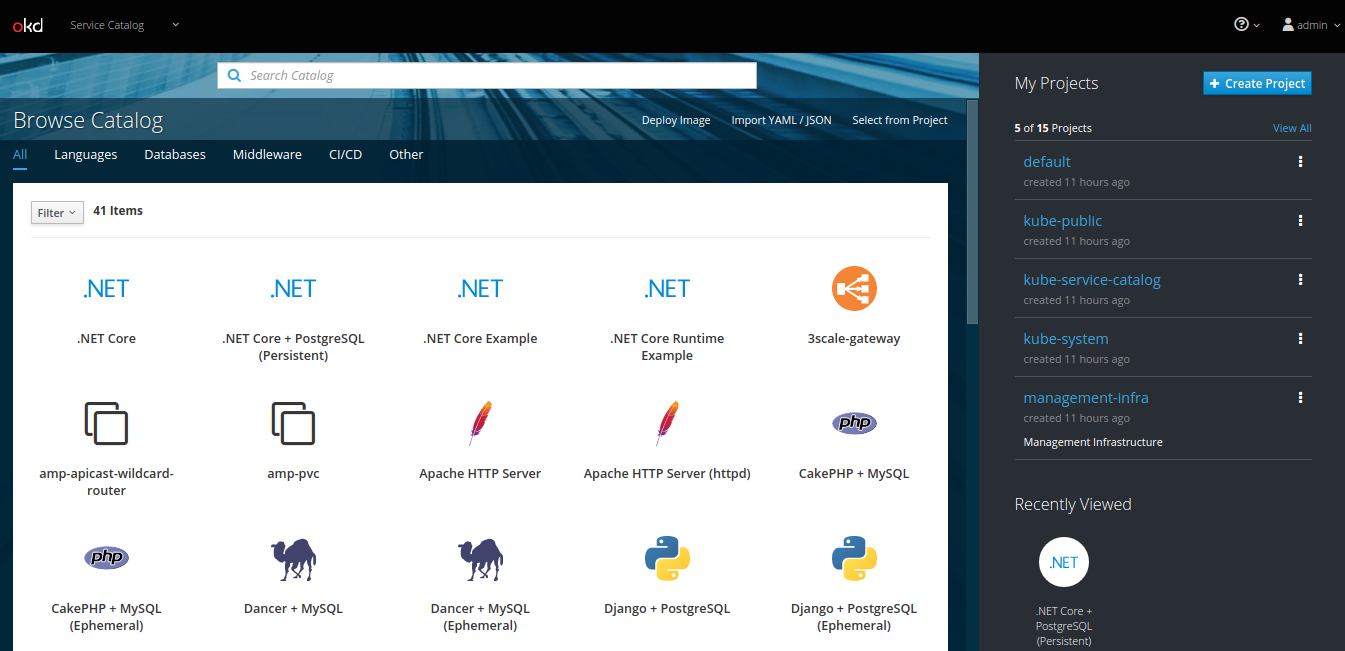 okd
Service Catalog
admin
Search Catalog
Browse Catalog
Deploy Image
Import YAML / JSON
Select from Project
All
Languages
Databases
Middleware
CI/CD
Other
Filter
41 Items
.NET
.NET
.NET
.NET
.NET Core
.NET Core + PostgreSQL
(Persistent)
.NET Core Example
.NET Core Runtime
Example
3scale-gateway
php
amp-apicast-wildcard-
router
amp-pvc
Apache HTTP Server
Apache HTTP Server (httpd)
CakePHP + MySQL
php
CakePHP + MySQL
(Ephemeral)
Dancer + MySQL
Dancer + MySQL
(Ephemeral)
Django + PostgreSQL
Django + PostgreSQL
(Ephemeral)
My Projects
+ Create Project
5 of 15 Projects
View All
default
created 11 hours ago
kube-public
created 11 hours ago
kube-service-catalog
created 11 hours ago
kube-system
created 11 hours ago
management-infra
created 11 hours ago
Management Infrastructure
Recently Viewed
.NET
.NET Core +
PostgreSQL
(Persistent)